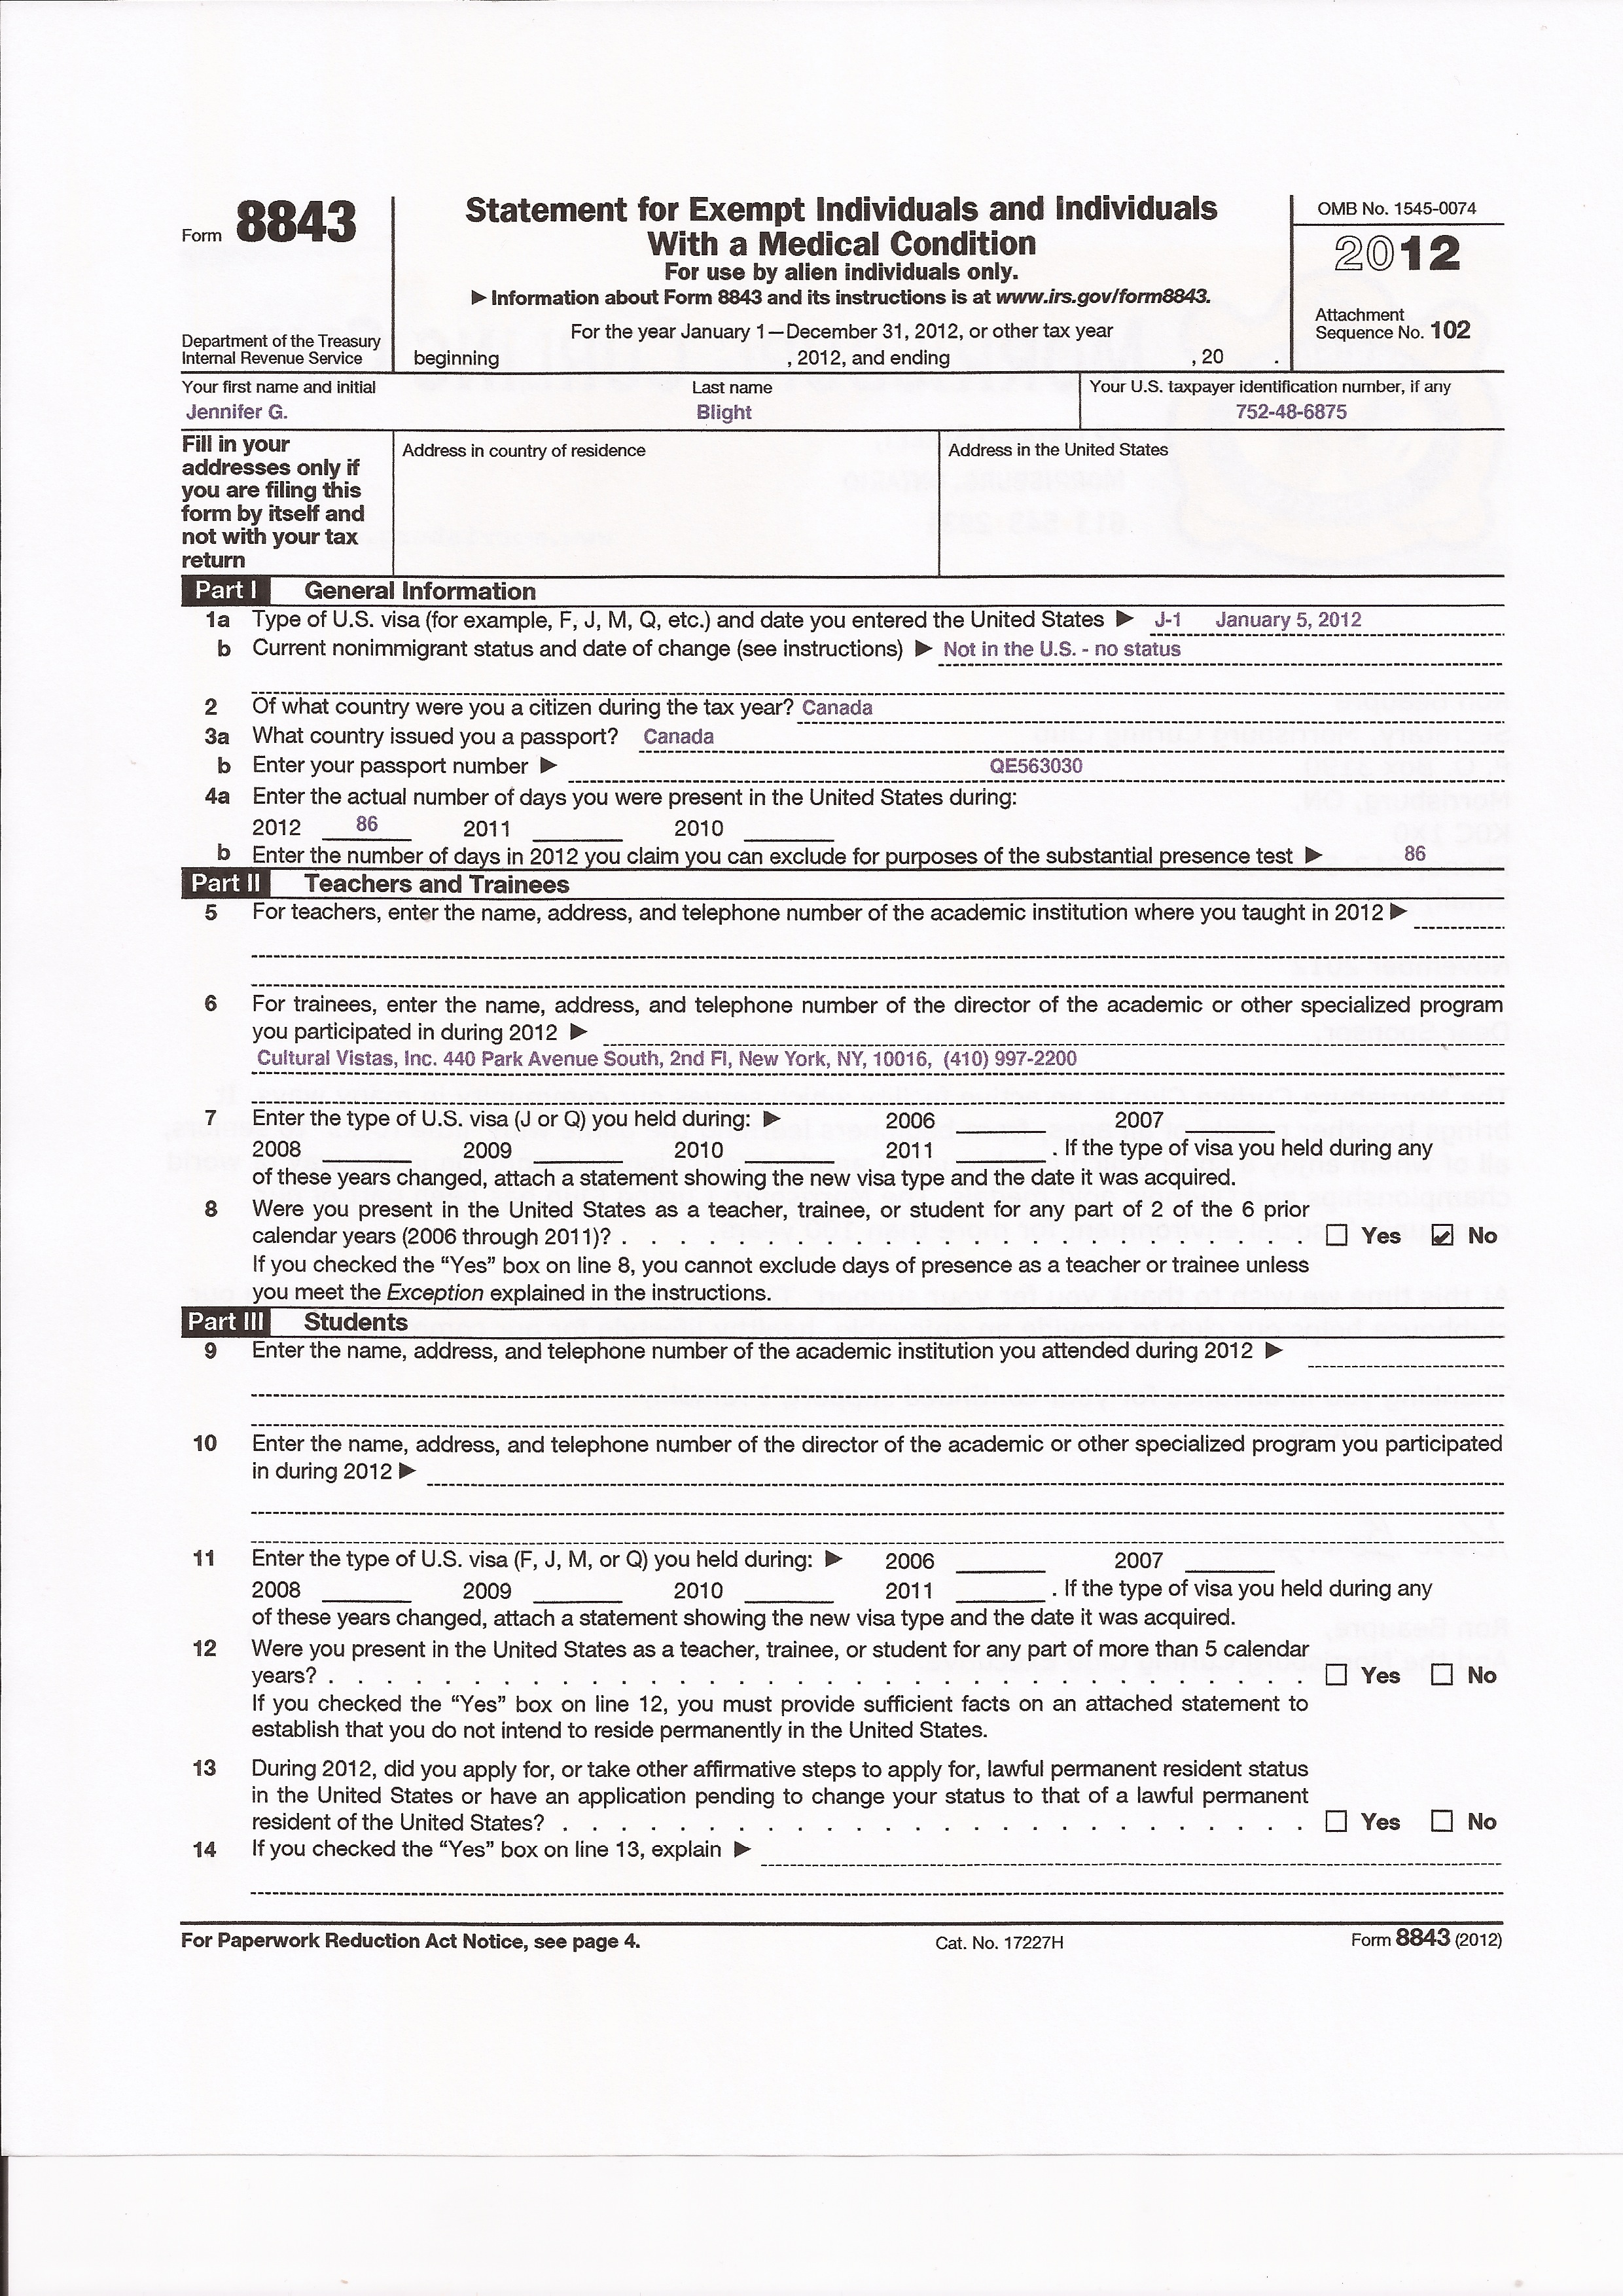 Form 8843
Department of the Treasury
Internal Revenue Service
Statement for Exempt Individuals and Individuals
With a Medical Condition
For use by alien individuals only.
▶ Information about Form 8843 and its instructions is at www.irs.gov/form8843.
For the year January 1—December 31, 2012, or other tax year
beginning , 2012, and ending , 20 .
OMB No. 1545-0074
2012
Attachment
Sequence No. 102
Your first name and initial
Jennifer G.
Last name
Blight
Your U.S. taxpayer identification number, if any
752-48-6875
Fill in your
addresses only if
you are filing this
form by itself and
not with your tax
return
Address in country of residence
Address in the United States
Part I General Information
1a Type of U.S. visa (for example, F, J, M, Q, etc.) and date you entered the United States ▶ J-1 January 5, 2012
b Current nonimmigrant status and date of change (see instructions) ▶ Not in the U.S. - no status
2 Of what country were you a citizen during the tax year? Canada
3a What country issued you a passport? Canada
b Enter your passport number ▶ QE563030
4a Enter the actual number of days you were present in the United States during:
2012 86 2011 2010
b Enter the number of days in 2012 you claim you can exclude for purposes of the substantial presence test ▶ 86
Part II Teachers and Trainees
5 For teachers, enter the name, address, and telephone number of the academic institution where you taught in 2012 ▶
6 For trainees, enter the name, address, and telephone number of the director of the academic or other specialized program
you participated in during 2012 ▶
Cultural Vistas, Inc. 440 Park Avenue South, 2nd Fl, New York, NY, 10016, (410) 997-2200
7 Enter the type of U.S. visa (J or Q) you held during: ▶ 2006 2007
2008 2009 2010 2011 . If the type of visa you held during any
of these years changed, attach a statement showing the new visa type and the date it was acquired.
8 Were you present in the United States as a teacher, trainee, or student for any part of 2 of the 6 prior
calendar years (2006 through 2011)? . . . . . . . . . . . . . . . . . . . . . . . Yes No
If you checked the “Yes” box on line 8, you cannot exclude days of presence as a teacher or trainee unless
you meet the Exception explained in the instructions.
Part III Students
9 Enter the name, address, and telephone number of the academic institution you attended during 2012 ▶
10 Enter the name, address, and telephone number of the director of the academic or other specialized program you participated
in during 2012 ▶
11 Enter the type of U.S. visa (F, J, M, or Q) you held during: ▶ 2006 2007
2008 2009 2010 2011 . If the type of visa you held during any
of these years changed, attach a statement showing the new visa type and the date it was acquired.
12 Were you present in the United States as a teacher, trainee, or student for any part of more than 5 calendar
years? . . . . . . . . . . . . . . . . . . . . . . . . . . . . . . Yes No
If you checked the “Yes” box on line 12, you must provide sufficient facts on an attached statement to
establish that you do not intend to reside permanently in the United States.
13 During 2012, did you apply for, or take other affirmative steps to apply for, lawful permanent resident status
in the United States or have an application pending to change your status to that of a lawful permanent
resident of the United States? . . . . . . . . . . . . . . . . . . . . . . . Yes No
14 If you checked the “Yes” box on line 13, explain ▶
For Paperwork Reduction Act Notice, see page 4. Cat. No. 17227H Form 8843 (2012)